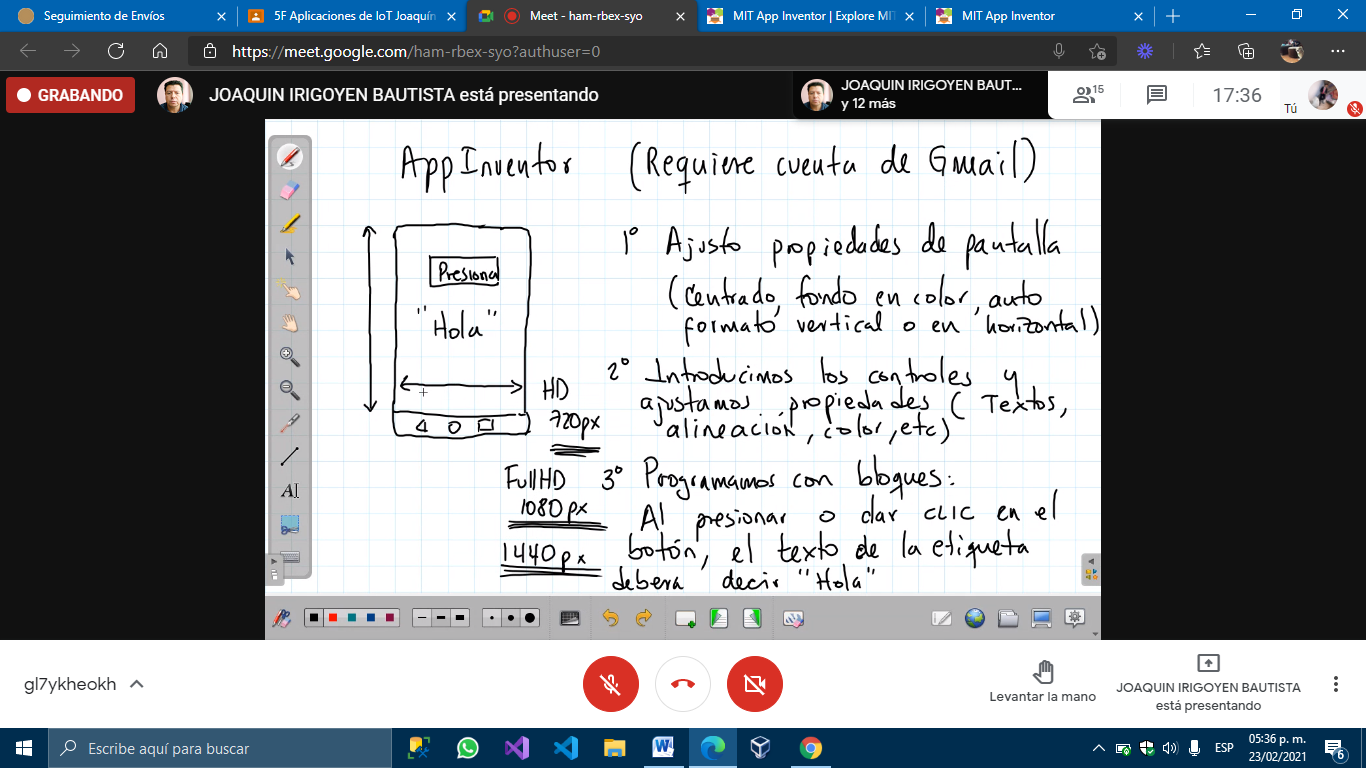 Seguimiento de Envíos
5F Aplicaciones de IoT Joaquín
Meet - ham-rbex-syo
MIT App Inventor | Explore MIT
MIT App Inventor
https://meet.google.com/ham-rbex-syo?authuser=0
GRABANDO
JOAQUIN IRIGOYEN BAUTISTA está presentando
JOAQUIN IRIGOYEN BAUT...
y 12 más
15
17:36
Tú
App Inventor (Requiere cuenta de Gmail)
Presiona
"Hola"
HD
720px
FullHD
1080px
1440px
1° Ajusto propiedades de pantalla
(Centrado, fondo en color, auto
formato vertical o en horizontal)
2° Introducimos los controles y
ajustamos propiedades (Textos,
alineación, color, etc)
3° Programamos con bloques:
Al presionar o dar CLIC en el
botón, el texto de la etiqueta
debera decir "Hola"
AI
gl7ykheokh
Levantar la mano
JOAQUIN IRIGOYEN BAUTISTA
está presentando
Escribe aquí para buscar
ESP
05:36 p. m.
23/02/2021
6